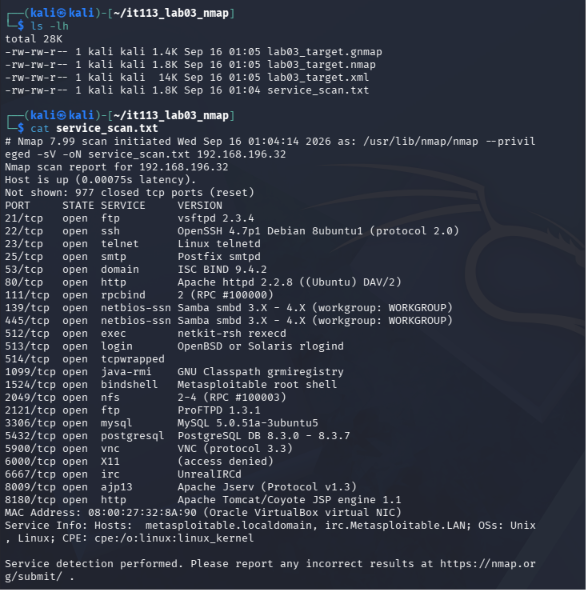 ┌──(kali㉿kali)-[~/it113_lab03_nmap]
└─$ ls -lh
total 28K
-rw-rw-r-- 1 kali kali 1.4K Sep 16 01:05 lab03_target.gnmap
-rw-rw-r-- 1 kali kali 1.8K Sep 16 01:05 lab03_target.nmap
-rw-rw-r-- 1 kali kali  14K Sep 16 01:05 lab03_target.xml
-rw-rw-r-- 1 kali kali 1.8K Sep 16 01:04 service_scan.txt
┌──(kali㉿kali)-[~/it113_lab03_nmap]
└─$ cat service_scan.txt
# Nmap 7.99 scan initiated Wed Sep 16 01:04:14 2026 as: /usr/lib/nmap/nmap --privil
eged -sV -oN service_scan.txt 192.168.196.32
Nmap scan report for 192.168.196.32
Host is up (0.00075s latency).
Not shown: 977 closed tcp ports (reset)
PORT     STATE SERVICE     VERSION
21/tcp   open  ftp         vsftpd 2.3.4
22/tcp   open  ssh         OpenSSH 4.7p1 Debian 8ubuntu1 (protocol 2.0)
23/tcp   open  telnet      Linux telnetd
25/tcp   open  smtp        Postfix smtpd
53/tcp   open  domain      ISC BIND 9.4.2
80/tcp   open  http        Apache httpd 2.2.8 ((Ubuntu) DAV/2)
111/tcp  open  rpcbind     2 (RPC #100000)
139/tcp  open  netbios-ssn Samba smbd 3.X - 4.X (workgroup: WORKGROUP)
445/tcp  open  netbios-ssn Samba smbd 3.X - 4.X (workgroup: WORKGROUP)
512/tcp  open  exec        netkit-rsh rexecd
513/tcp  open  login       OpenBSD or Solaris rlogind
514/tcp  open  tcpwrapped
1099/tcp open  java-rmi    GNU Classpath grmiregistry
1524/tcp open  bindshell   Metasploitable root shell
2049/tcp open  nfs         2-4 (RPC #100003)
2121/tcp open  ftp         ProFTPD 1.3.1
3306/tcp open  mysql       MySQL 5.0.51a-3ubuntu5
5432/tcp open  postgresql  PostgreSQL DB 8.3.0 - 8.3.7
5900/tcp open  vnc         VNC (protocol 3.3)
6000/tcp open  X11         (access denied)
6667/tcp open  irc         UnrealIRCd
8009/tcp open  ajp13       Apache Jserv (Protocol v1.3)
8180/tcp open  http        Apache Tomcat/Coyote JSP engine 1.1
MAC Address: 08:00:27:32:8A:90 (Oracle VirtualBox virtual NIC)
Service Info: Hosts:  metasploitable.localdomain, irc.Metasploitable.LAN; OSs: Unix
, Linux; CPE: cpe:/o:linux:linux_kernel
Service detection performed. Please report any incorrect results at https://nmap.or
g/submit/ .